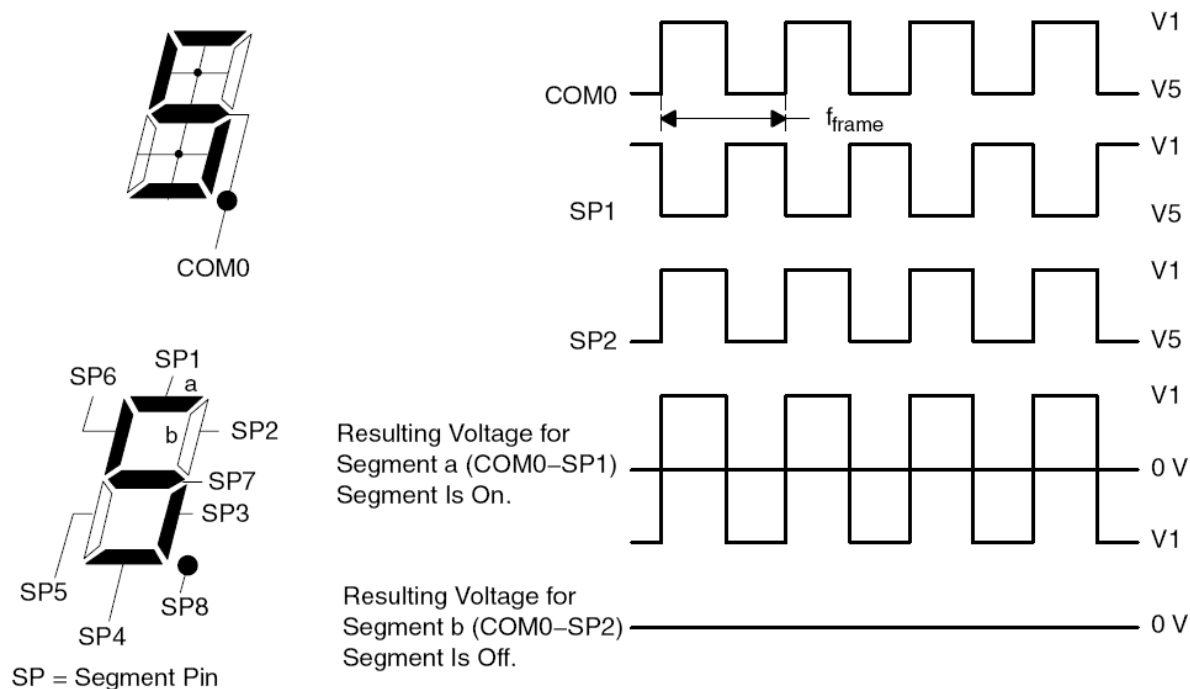 COM0
SP1
a
SP6
b
SP2
SP7
SP3
SP5
SP8
SP4
SP = Segment Pin
V1
COM0
V5
fframe
V1
SP1
V5
V1
SP2
V5
Resulting Voltage for
Segment a (COM0–SP1)
Segment Is On.
V1
0 V
V1
Resulting Voltage for
Segment b (COM0–SP2)
Segment Is Off.
0 V